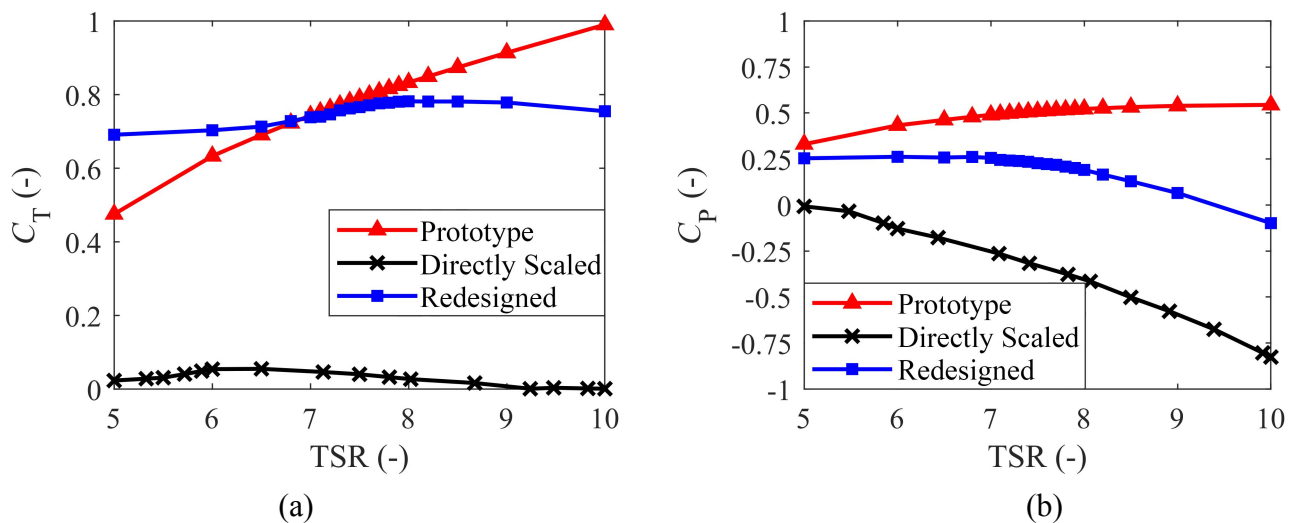 1
0.8
0.6
0.4
0.2
0
C_T (-)
Prototype
Directly Scaled
Redesigned
5 6 7 8 9 10
TSR (-)
(a)
1
0.75
0.5
0.25
0
-0.25
-0.5
-0.75
-1
C_P (-)
Prototype
Directly Scaled
Redesigned
5 6 7 8 9 10
TSR (-)
(b)